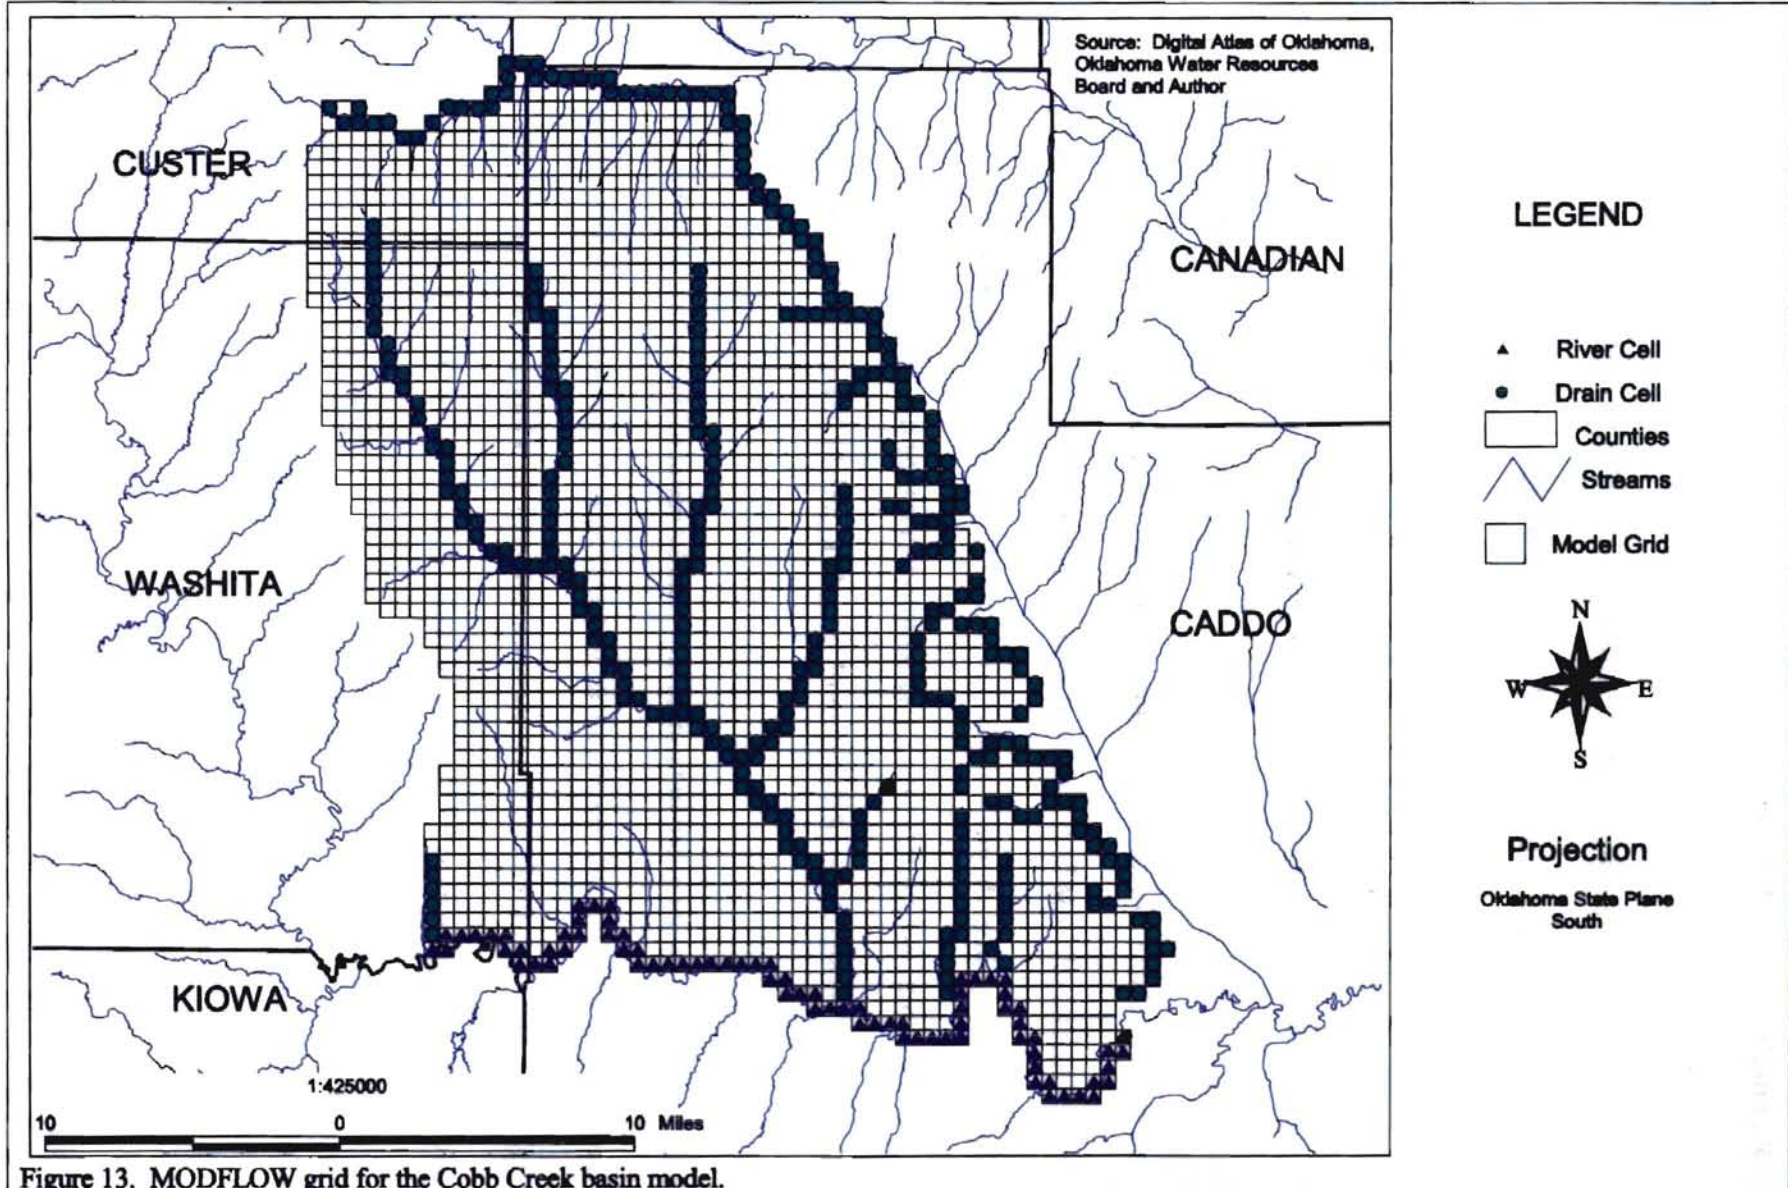 Source: Digital Atlas of Oklahoma,
Oklahoma Water Resources
Board and Author
CUSTER
CANADIAN
WASHITA
CADDO
KIOWA
LEGEND
River Cell
Drain Cell
Counties
Streams
Model Grid
N
W E
S
Projection
Oklahoma State Plane
South
1:425000
10 0 10 Miles
Figure 13. MODFLOW grid for the Cobb Creek basin model.